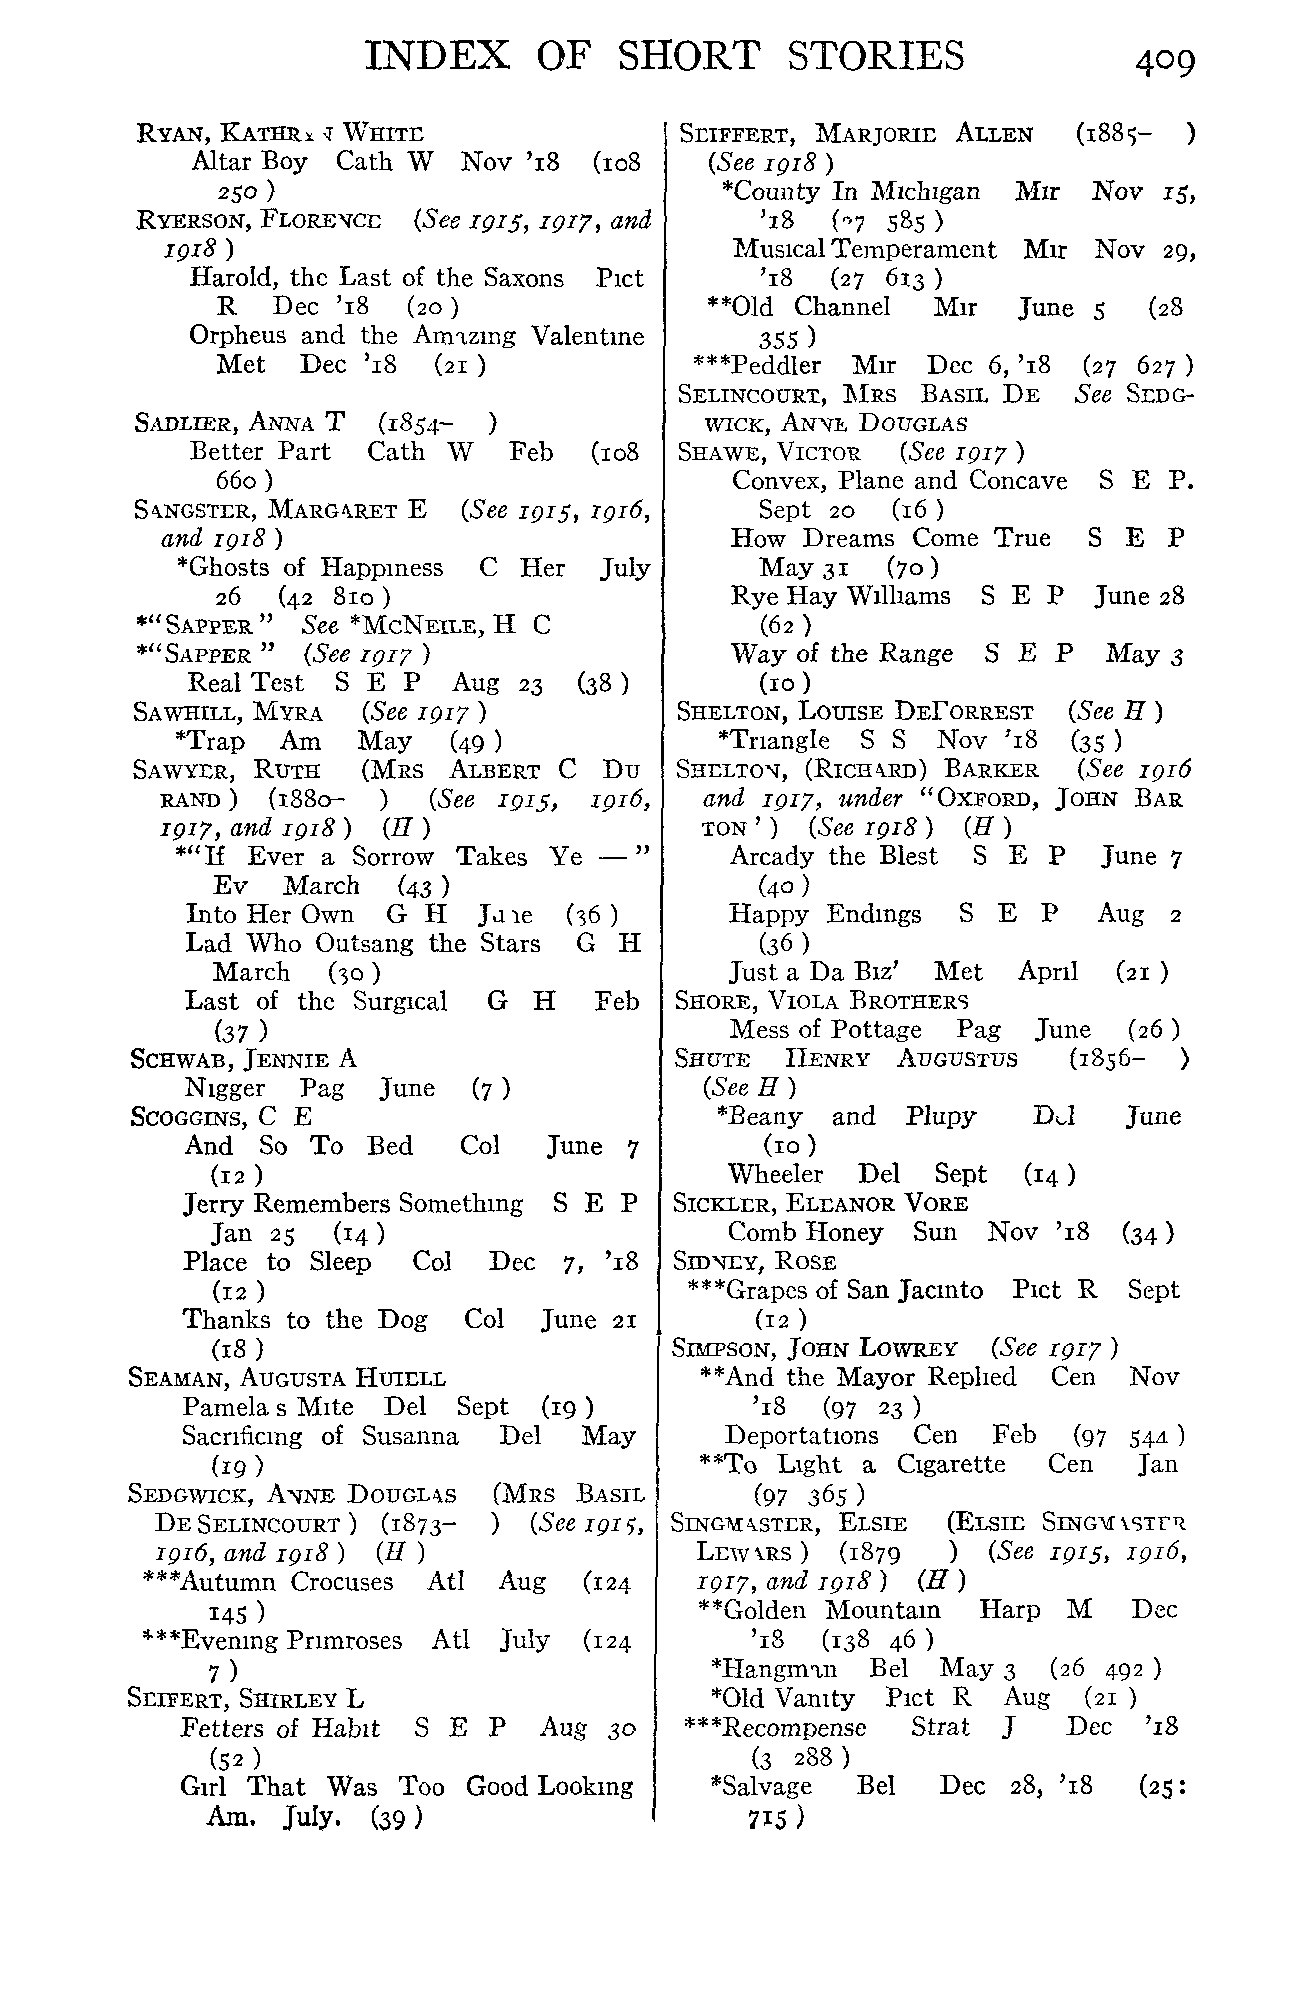 INDEX OF SHORT STORIES 409
RYAN, WHITE
Altar Boy Cath W Nov '18 (108
250 )
RYERSON, FLORENCE (See 1915, 1917, and
1918 )
Harold, the Last of the Saxons Pict
R Dec '18 (20 )
Orpheus and the Amazing Valentine
Met Dec '18 (21 )
SADLIER, ANNA T (1854– )
Better Part Cath W Feb (108
660 )
SANGSTER, MARGARET E (See 1915, 1916,
and 1918 )
*Ghosts of Happiness C Her July
26 (42 810 )
*"SAPPER" See *MCNEILE, H C
*"SAPPER " (See 1917 )
Real Test S E P Aug 23 (38 )
SAWHILL, MYRA (See 1917 )
*Trap Am May (49 )
SAWYER, RUTH (MRS ALBERT C DU
RAND ) (1880– ) (See 1915, 1916,
1917, and 1918 ) (H )
*"If Ever a Sorrow Takes Ye — "
Ev March (43 )
Into Her Own G H June (36 )
Lad Who Outsang the Stars G H
March (30 )
Last of the Surgical G H Feb
(37 )
SCHWAB, JENNIE A
Nigger Pag June (7 )
SCOGGINS, C E
And So To Bed Col June 7
(12 )
Jerry Remembers Something S E P
Jan 25 (14 )
Place to Sleep Col Dec 7, '18
(12 )
Thanks to the Dog Col June 21
(18 )
SEAMAN, AUGUSTA HUIELL
Pamela s Mite Del Sept (19 )
Sacrificing of Susanna Del May
(19 )
SEDGWICK, ANNE DOUGLAS (MRS BASIL
DE SELINCOURT ) (1873– ) (See 1915,
1916, and 1918 ) (H )
***Autumn Crocuses Atl Aug (124
145 )
***Evening Primroses Atl July (124
7 )
SEIFERT, SHIRLEY L
Fetters of Habit S E P Aug 30
(52 )
Girl That Was Too Good Looking
Am. July. (39 )
SEIFFERT, MARJORIE ALLEN (1885– )
(See 1918 )
*County In Michigan Mir Nov 15,
'18 585 )
Musical Temperament Mir Nov 29,
'18 (27 613 )
**Old Channel Mir June 5 (28
355 )
***Peddler Mir Dec 6, '18 (27 627 )
SELINCOURT, MRS BASIL DE See SEDG-
WICK, ANNE DOUGLAS
SHAWE, VICTOR (See 1917 )
Convex, Plane and Concave S E P.
Sept 20 (16 )
How Dreams Come True S E P
May 31 (70 )
Rye Hay Williams S E P June 28
(62 )
Way of the Range S E P May 3
(10 )
SHELTON, LOUISE DEFORREST (See H )
*Triangle S S Nov '18 (35 )
SHELTON, (RICHARD) BARKER (See 1916
and 1917, under "OXFORD, JOHN BAR
TON ' ) (See 1918 ) (H )
Arcady the Blest S E P June 7
(40 )
Happy Endings S E P Aug 2
(36 )
Just a Da Biz' Met April (21 )
SHORE, VIOLA BROTHERS
Mess of Pottage Pag June (26 )
SHUTE HENRY AUGUSTUS (1856– )
(See H )
*Beany and Plupy Del June
(10 )
Wheeler Del Sept (14 )
SICKLER, ELEANOR VORE
Comb Honey Sun Nov '18 (34 )
SIDNEY, ROSE
***Grapes of San Jacinto Pict R Sept
(12 )
SIMPSON, JOHN LOWREY (See 1917 )
**And the Mayor Replied Cen Nov
'18 (97 23 )
Deportations Cen Feb (97 544 )
**To Light a Cigarette Cen Jan
(97 365 )
SINGMASTER, ELSIE (ELSIE SINGMASTER
LEWARS ) (1879 ) (See 1915, 1916,
1917, and 1918 ) (H )
**Golden Mountain Harp M Dec
'18 (138 46 )
*Hangman Bel May 3 (26 492 )
*Old Vanity Pict R Aug (21 )
***Recompense Strat J Dec '18
(3 288 )
*Salvage Bel Dec 28, '18 (25:
715 )